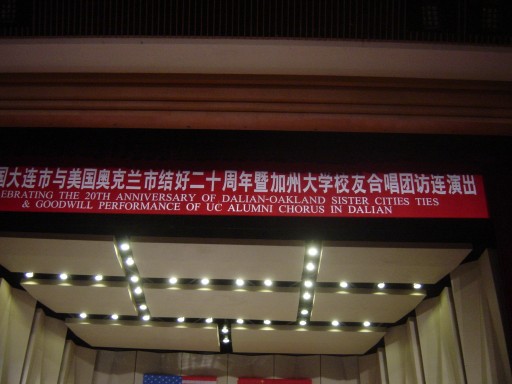 国大连市与美国奥克兰市结好二十周年暨加州大学校友合唱团访连演出
EBRATING THE 20TH ANNIVERSARY OF DALIAN-OAKLAND SISTER CITIES TIES
& GOODWILL PERFORMANCE OF UC ALUMNI CHORUS IN DALIAN